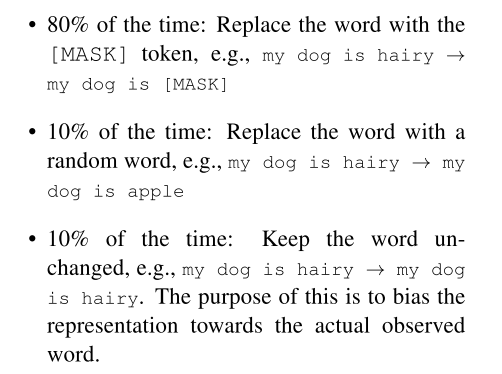 • 80% of the time: Replace the word with the
[MASK] token, e.g., my dog is hairy →
my dog is [MASK]
• 10% of the time: Replace the word with a
random word, e.g., my dog is hairy → my
dog is apple
• 10% of the time: Keep the word un-
changed, e.g., my dog is hairy → my dog
is hairy. The purpose of this is to bias the
representation towards the actual observed
word.